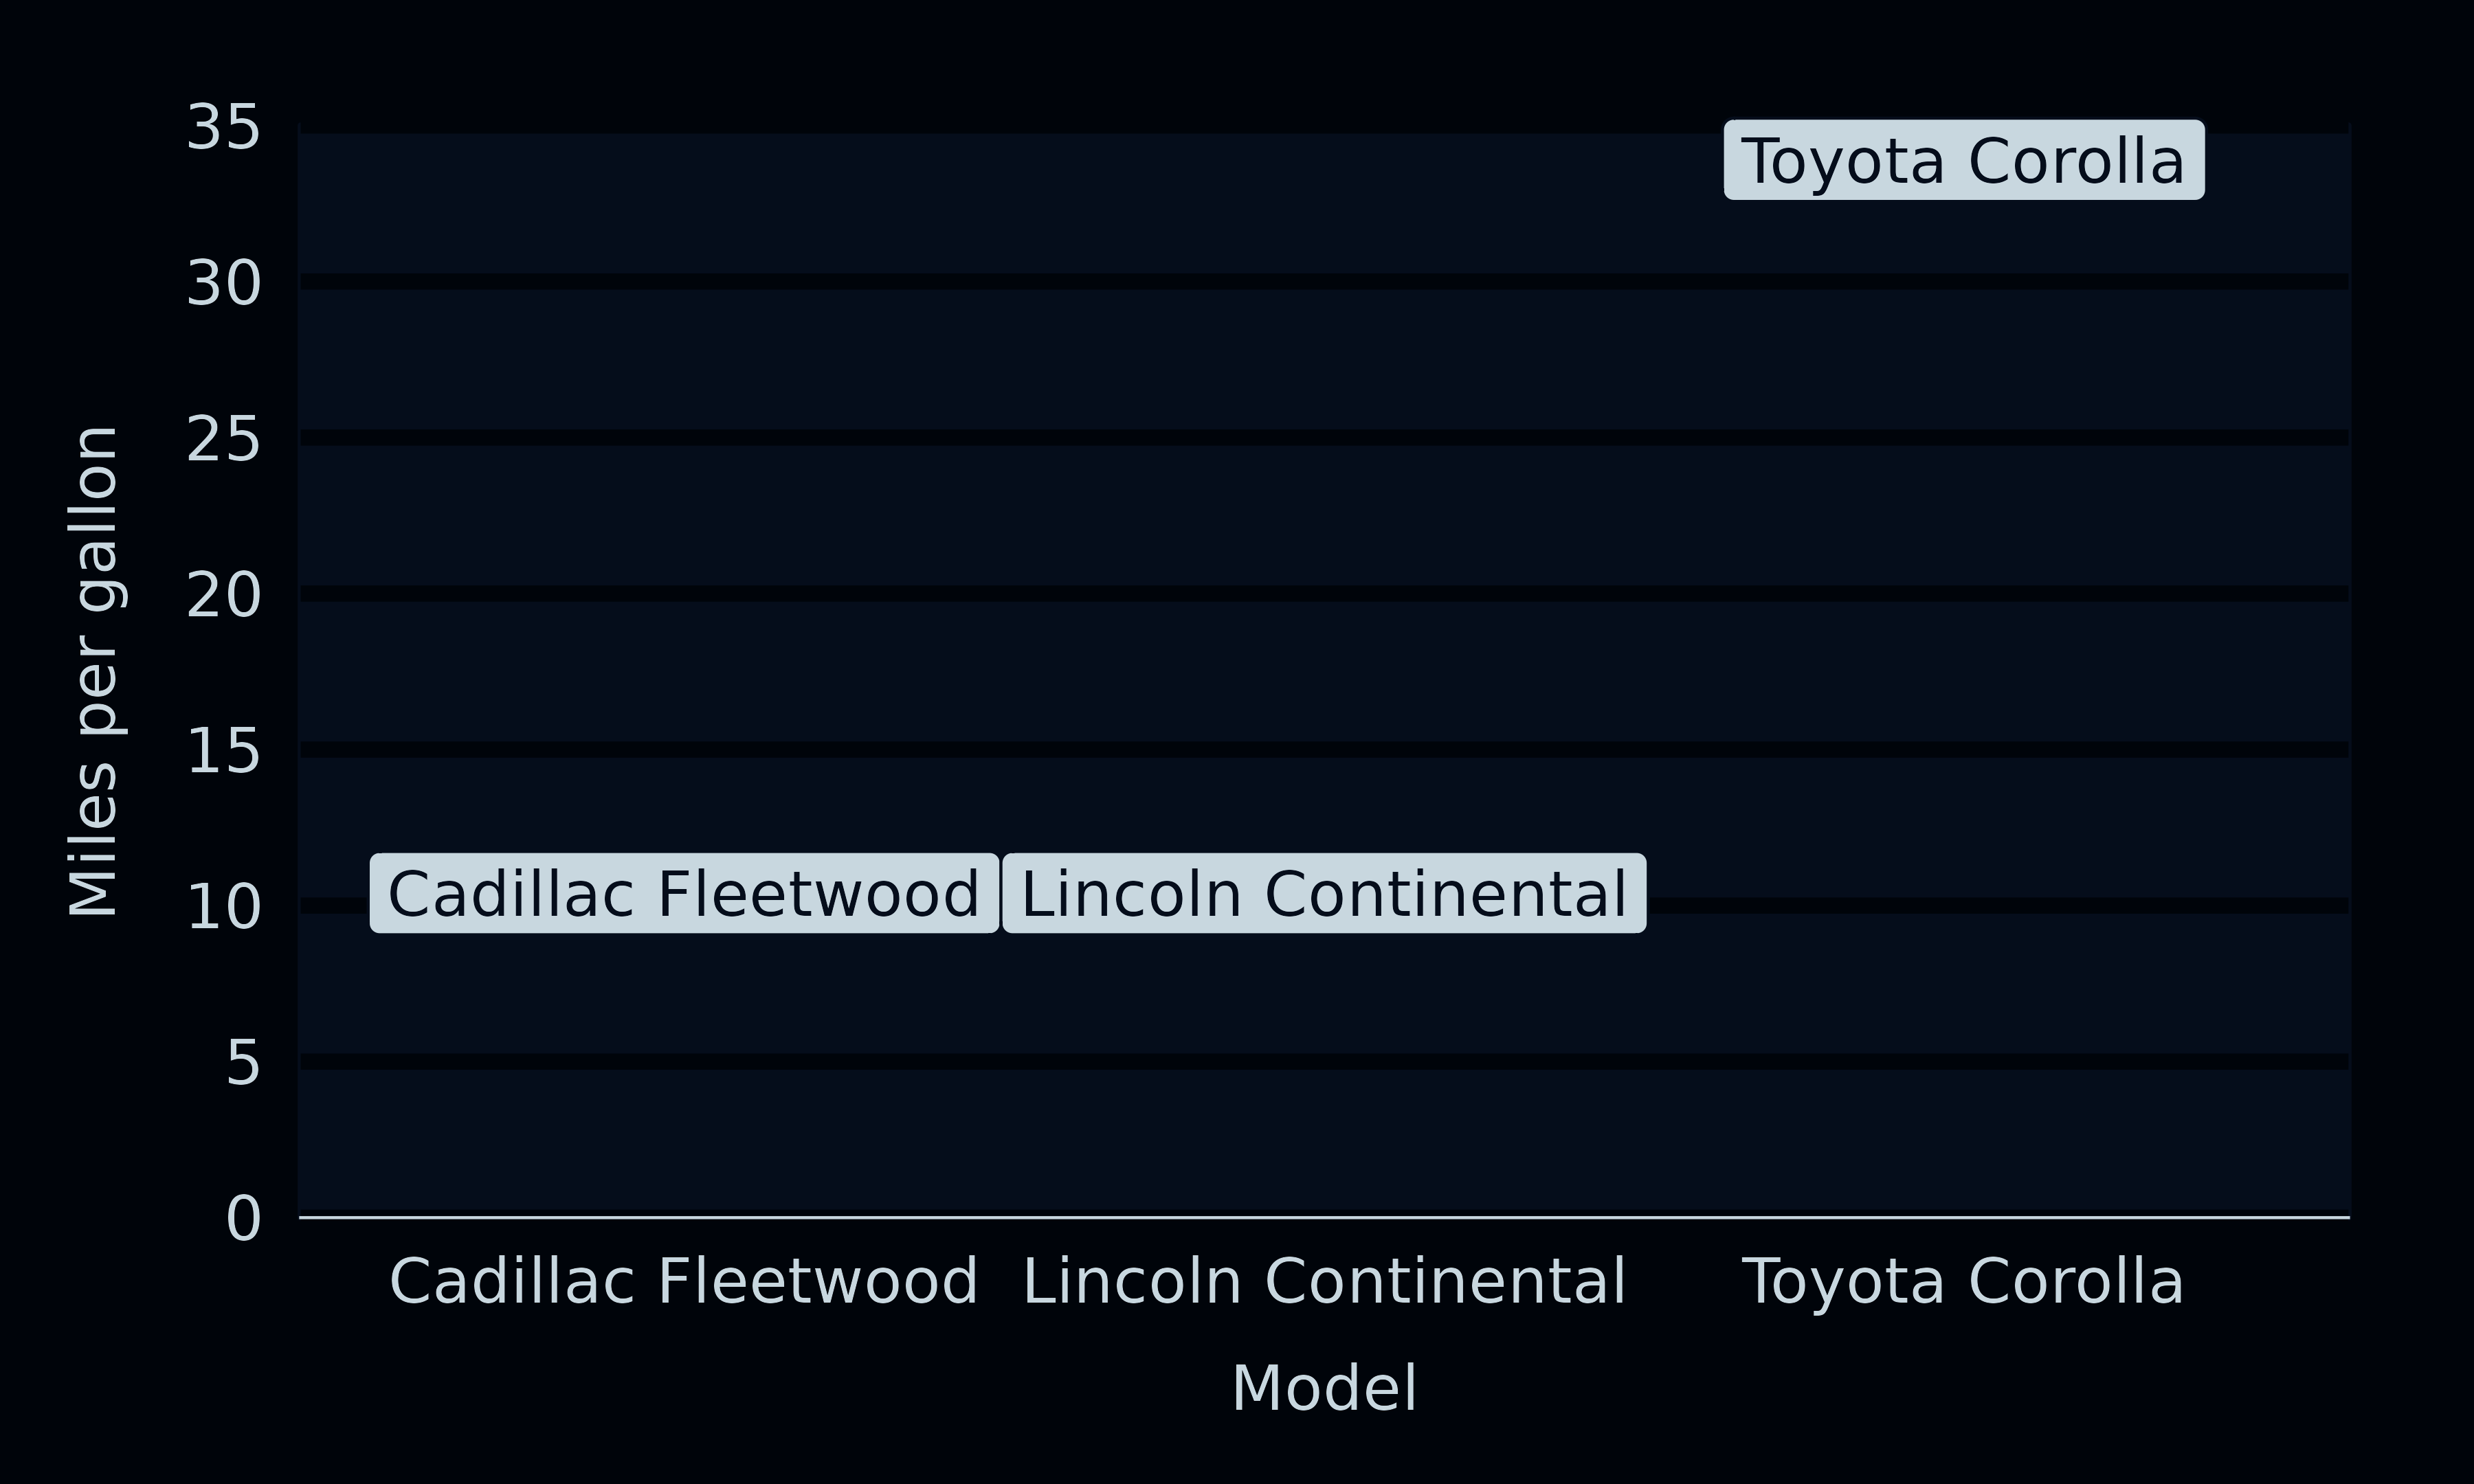 Miles per gallon
35
30
25
20
15
10
5
0
Toyota Corolla
Cadillac Fleetwood
Lincoln Continental
Cadillac Fleetwood
Lincoln Continental
Toyota Corolla
Model